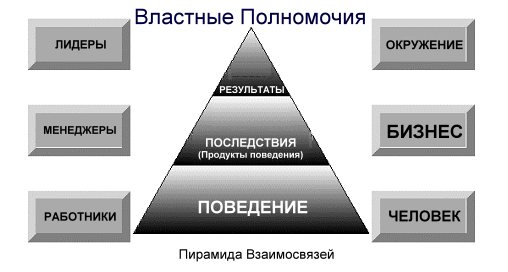 Властные Полномочия
ЛИДЕРЫ
ОКРУЖЕНИЕ
РЕЗУЛЬТАТЫ
МЕНЕДЖЕРЫ
БИЗНЕС
ПОСЛЕДСТВИЯ
(Продукты поведения)
РАБОТНИКИ
ПОВЕДЕНИЕ
ЧЕЛОВЕК
Пирамида Взаимосвязей